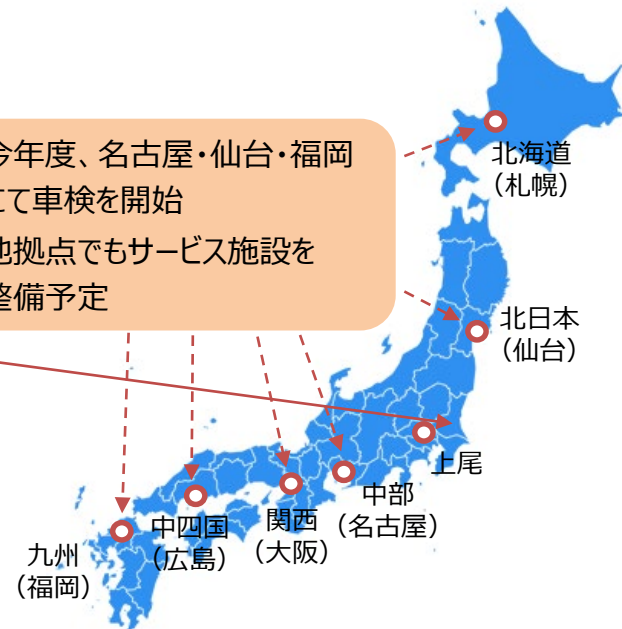 今年度、名古屋・仙台・福岡
にて車検を開始
他拠点でもサービス施設を
整備予定
北海道
（札幌）
北日本
（仙台）
上尾
中部
（名古屋）
関西
（大阪）
中四国
（広島）
九州
（福岡）